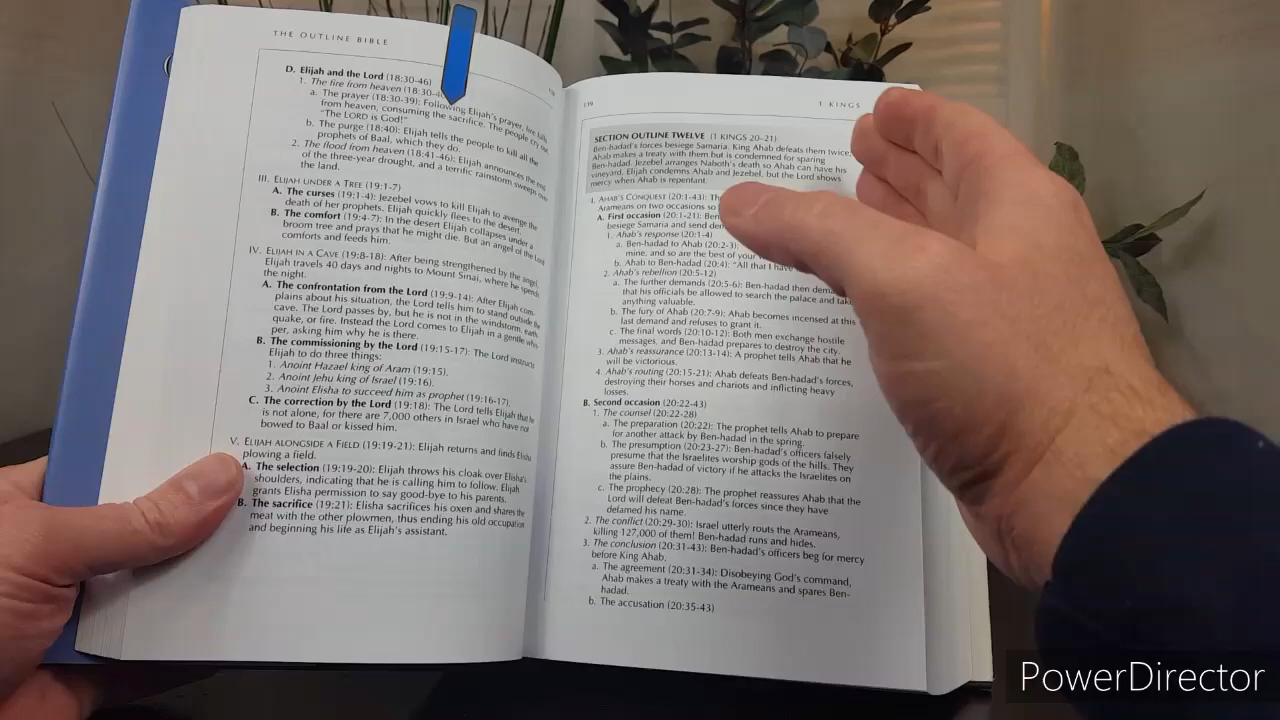 THE OUTLINE BIBLE
D. Elijah and the Lord (18:30-46)
1. The fire from heaven (18:30-
a. The prayer (18:30-39): Following Elijah's prayer, fire falls
from heaven, consuming the sacrifice. The people cry out,
"The LORD is God!"
b. The purge (18:40): Elijah tells the people to kill all the
prophets of Baal, which they do.
2. The flood from heaven (18:41-46): Elijah announces the end
of the three-year drought, and a terrific rainstorm sweeps over
the land.
III. ELIJAH UNDER A TREE (19:1-7)
A. The curses (19:1-4): Jezebel vows to kill Elijah to avenge the
death of her prophets. Elijah quickly flees to the desert.
B. The comfort (19:4-7): In the desert Elijah collapses under a
broom tree and prays that he might die. But an angel of the Lord
comforts and feeds him.
IV. ELIJAH IN A CAVE (19:8-18): After being strengthened by the angel,
Elijah travels 40 days and nights to Mount Sinai, where he spends
the night.
A. The confrontation from the Lord (19:9-14): After Elijah com-
plains about his situation, the Lord tells him to stand outside the
cave. The Lord passes by, but he is not in the windstorm, earth-
quake, or fire. Instead the Lord comes to Elijah in a gentle whis-
per, asking him why he is there.
B. The commissioning by the Lord (19:15-17): The Lord instructs
Elijah to do three things:
1. Anoint Hazael king of Aram (19:15).
2. Anoint Jehu king of Israel (19:16).
3. Anoint Elisha to succeed him as prophet (19:16-17).
C. The correction by the Lord (19:18): The Lord tells Elijah that he
is not alone, for there are 7,000 others in Israel who have not
bowed to Baal or kissed him.
V. ELIJAH ALONGSIDE A FIELD (19:19-21): Elijah returns and finds Elisha
plowing a field.
A. The selection (19:19-20): Elijah throws his cloak over Elisha's
shoulders, indicating that he is calling him to follow. Elijah
grants Elisha permission to say good-bye to his parents.
B. The sacrifice (19:21): Elisha sacrifices his oxen and shares the
meat with the other plowmen, thus ending his old occupation
and beginning his life as Elijah's assistant.
139
1 KINGS
SECTION OUTLINE TWELVE (1 KINGS 20-21)
Ben-hadad's forces besiege Samaria. King Ahab defeats them twice.
Ahab makes a treaty with them but is condemned for sparing
Ben-hadad. Jezebel arranges Naboth's death so Ahab can have his
vineyard. Elijah condemns Ahab and Jezebel, but the Lord shows
mercy when Ahab is repentant.
I. AHAB'S CONQUEST (20:1-43):
Arameans on two occasions
A. First occasion (20:1-21):
besiege Samaria and send
1. Ahab's response (20:1-4)
a. Ben-hadad to Ahab (20:2-3):
mine, and so are the best of your
b. Ahab to Ben-hadad (20:4): "All that I have
2. Ahab's rebellion (20:5-12)
a. The further demands (20:5-6): Ben-hadad then
that his officials be allowed to search the palace and take
anything valuable.
b. The fury of Ahab (20:7-9): Ahab becomes incensed at this
last demand and refuses to grant it.
c. The final words (20:10-12): Both men exchange hostile
messages, and Ben-hadad prepares to destroy the city.
3. Ahab's reassurance (20:13-14): A prophet tells Ahab that he
will be victorious.
4. Ahab's routing (20:15-21): Ahab defeats Ben-hadad's forces,
destroying their horses and chariots and inflicting heavy
losses.
B. Second occasion (20:22-43)
1. The counsel (20:22-28)
a. The preparation (20:22): The prophet tells Ahab to prepare
for another attack by Ben-hadad in the spring.
b. The presumption (20:23-27): Ben-hadad's officers falsely
presume that the Israelites worship gods of the hills. They
assure Ben-hadad of victory if he attacks the Israelites on
the plains.
c. The prophecy (20:28): The prophet reassures Ahab that the
Lord will defeat Ben-hadad's forces since they have
defamed his name.
2. The conflict (20:29-30): Israel utterly routs the Arameans,
killing 127,000 of them! Ben-hadad runs and hides.
3. The conclusion (20:31-43): Ben-hadad's officers beg for mercy
before King Ahab.
a. The agreement (20:31-34): Disobeying God's command,
Ahab makes a treaty with the Arameans and spares Ben-
hadad.
b. The accusation (20:35-43)
PowerDirector